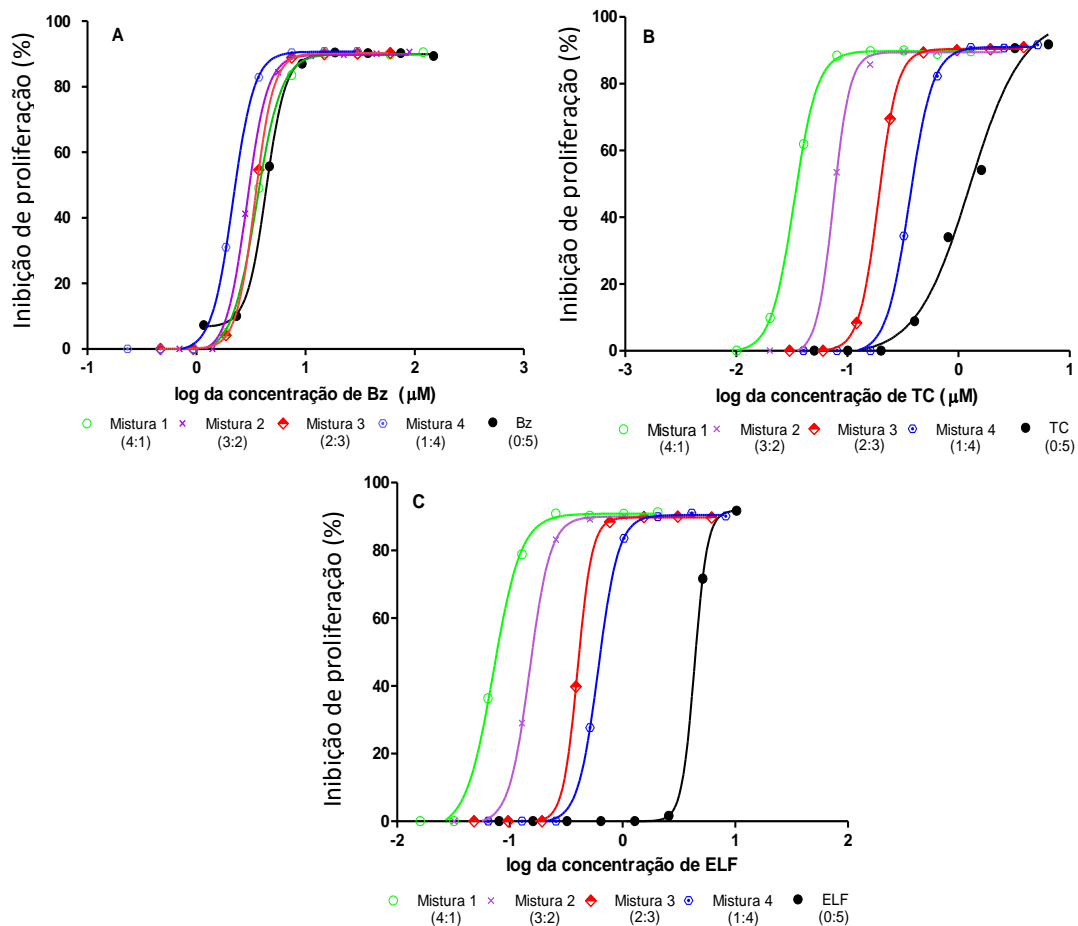 A
Inibição de proliferação (%)
100
80
60
40
20
0
-1
0
1
2
3
log da concentração de Bz (μM)
Mistura 1 (4:1)
Mistura 2 (3:2)
Mistura 3 (2:3)
Mistura 4 (1:4)
Bz (0:5)
B
Inibição de proliferação (%)
100
80
60
40
20
0
-3
-2
-1
0
1
log da concentração de TC (μM)
Mistura 1 (4:1)
Mistura 2 (3:2)
Mistura 3 (2:3)
Mistura 4 (1:4)
TC (0:5)
C
Inibição de proliferação (%)
100
80
60
40
20
0
-2
-1
0
1
2
log da concentração de ELF
Mistura 1 (4:1)
Mistura 2 (3:2)
Mistura 3 (2:3)
Mistura 4 (1:4)
ELF (0:5)